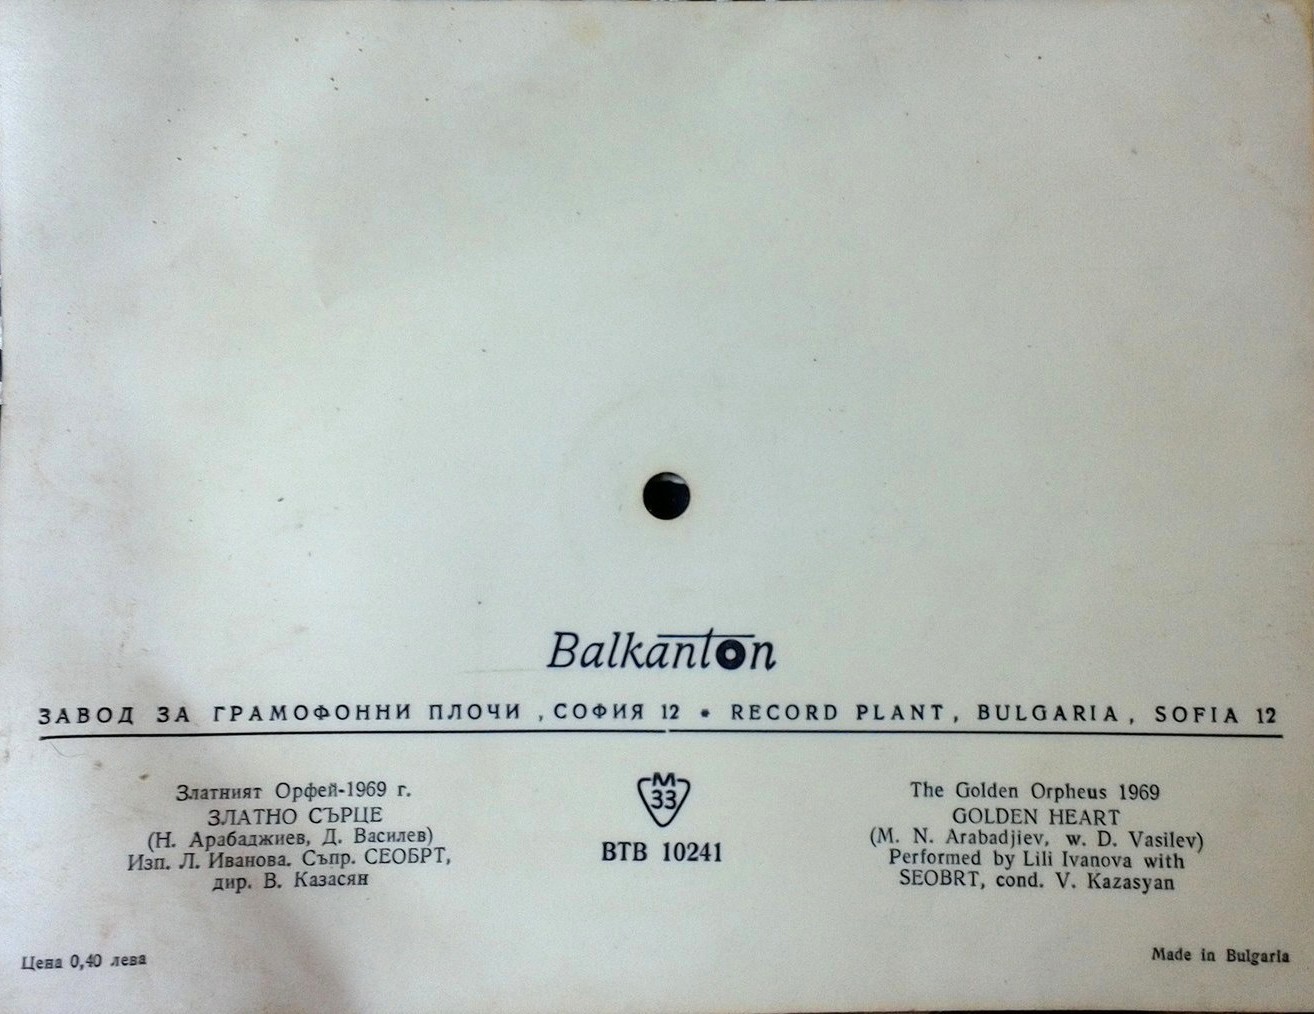 Balkanton
ЗАВОД ЗА ГРАМОФОННИ ПЛОЧИ , СОФИЯ 12 * RECORD PLANT, BULGARIA, SOFIA 12
Златният Орфей-1969 г.
ЗЛАТНО СЪРЦЕ
(Н. Арабаджиев, Д. Василев)
Изп. Л. Иванова. Съпр. СЕОБРТ,
дир. В. Казасян
М
33
ВТВ 10241
The Golden Orpheus 1969
GOLDEN HEART
(M. N. Arabadjiev, w. D. Vasilev)
Performed by Lili Ivanova with
SEOBRT, cond. V. Kazasyan
Цена 0,40 лева
Made in Bulgaria